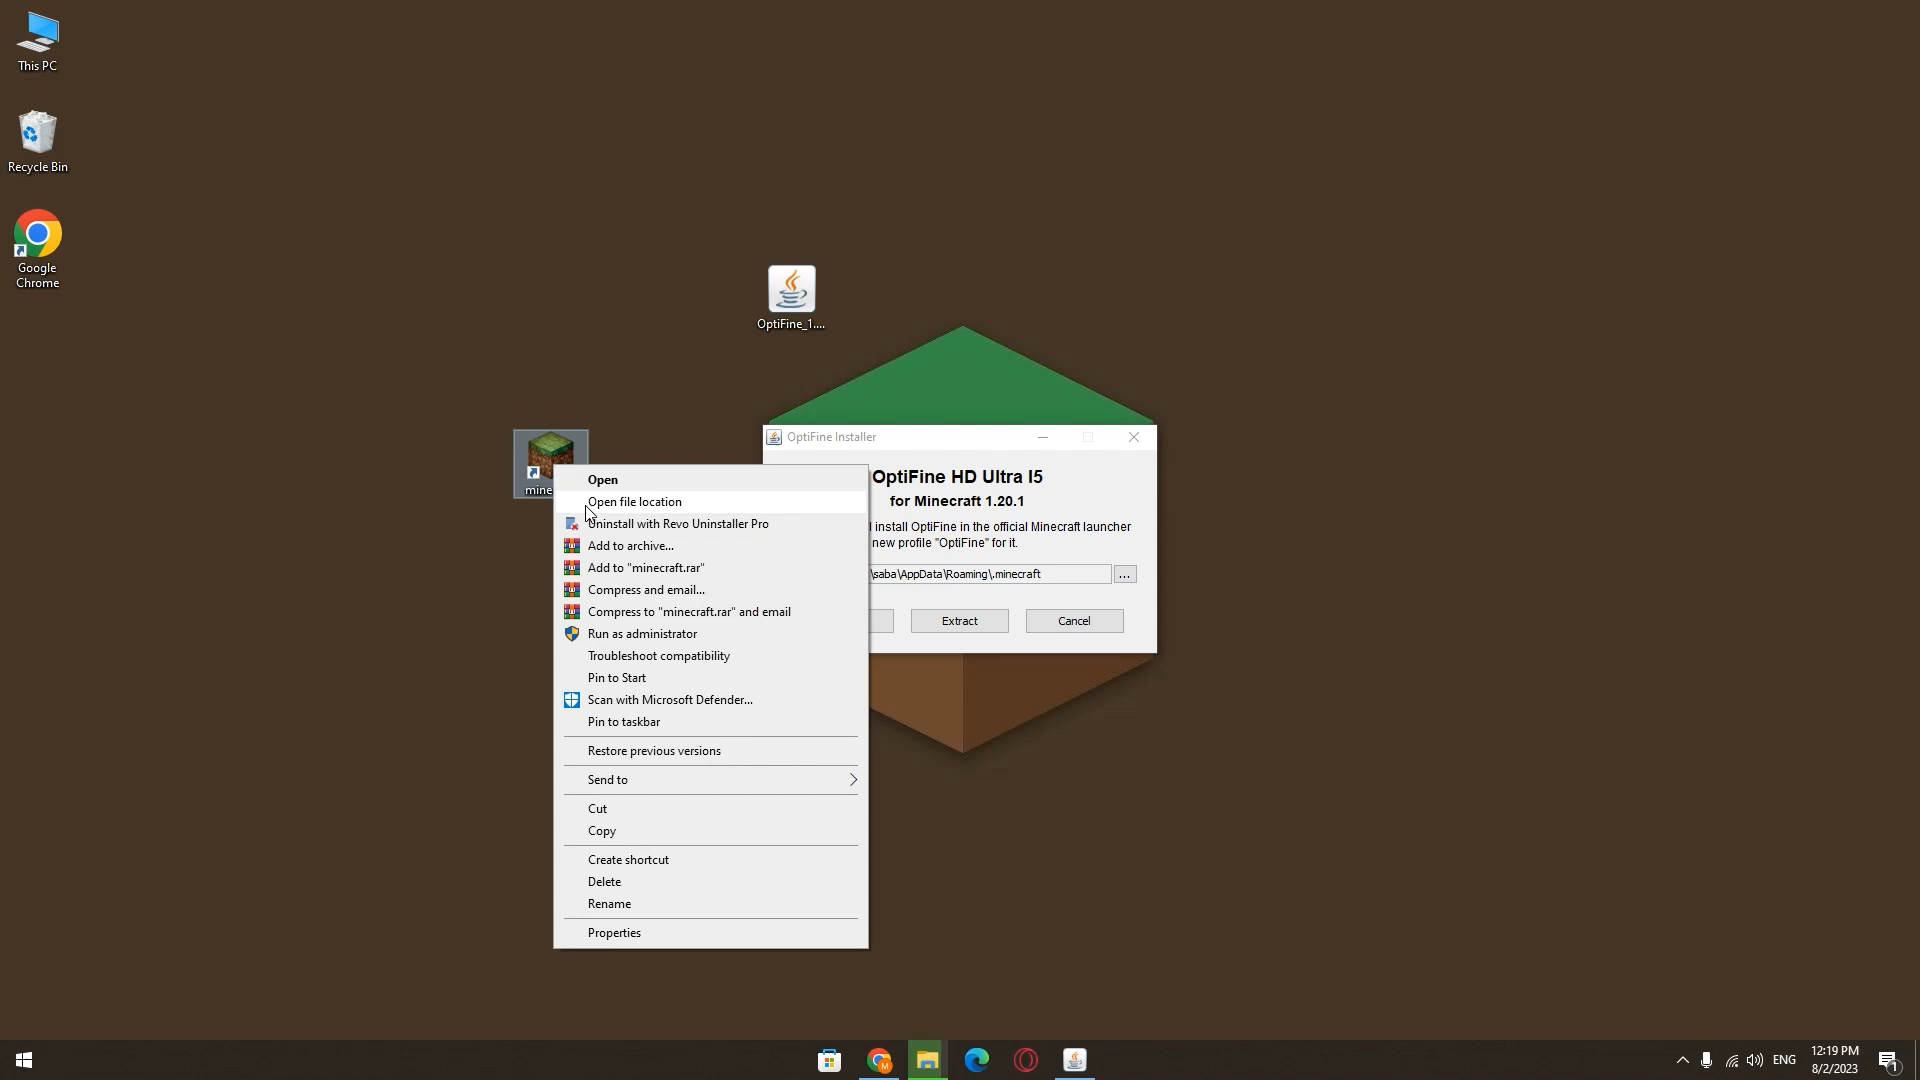 This PC
Recycle Bin
Google
Chrome
OptiFine_1....
mine
Open
Open file location
Uninstall with Revo Uninstaller Pro
Add to archive...
Add to "minecraft.rar"
Compress and email...
Compress to "minecraft.rar" and email
Run as administrator
Troubleshoot compatibility
Pin to Start
Scan with Microsoft Defender...
Pin to taskbar
Restore previous versions
Send to
Cut
Copy
Create shortcut
Delete
Rename
Properties
OptiFine Installer
OptiFine HD Ultra I5
for Minecraft 1.20.1
install OptiFine in the official Minecraft launcher
new profile "OptiFine" for it.
\saba\AppData\Roaming\.minecraft
...
Extract
Cancel
M
ENG
12:19 PM
8/2/2023
1